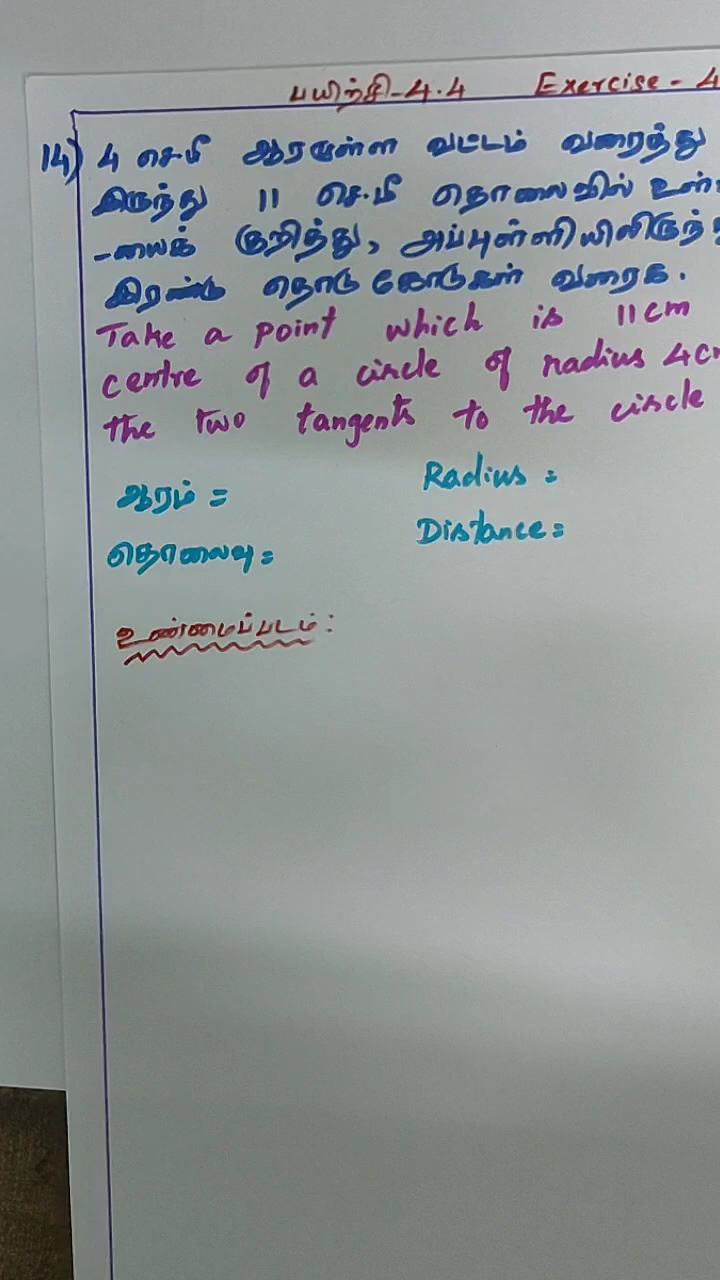 பயிற்சி-4.4 Exercise - 4
14) 4 செ.மீ ஆரமுள்ள வட்டம் வரைத்து
இருந்து 11 செ.மீ தொலைவில் உள்
-யைக் குறித்து, அப்புள்ளியிலிருந்து
இரண்டு தொடுகோடுகள் வரைக.
Take a point which is 11cm
centre of a circle of radius 4cm
the two tangents to the circle
ஆரம் =
Radius =
தொலைவு =
Distance =
உண்மைப்படம் :